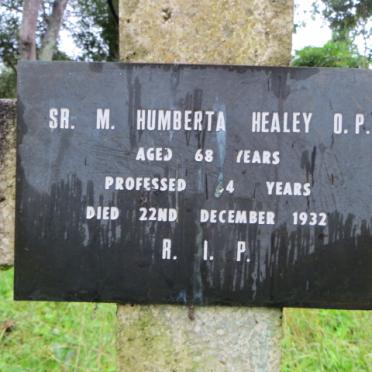 SR. M. HUMBERTA HEALEY O.P.
AGED 68 YEARS
PROFESSED YEARS
DIED 22ND DECEMBER 1932
R. I. P.